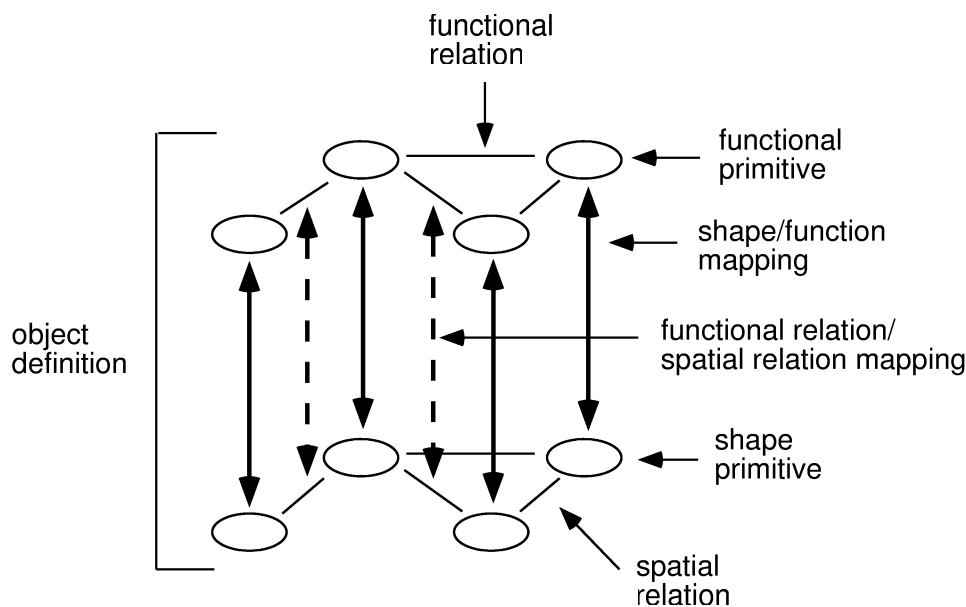 functional
relation
functional
primitive
shape/function
mapping
object
definition
functional relation/
spatial relation mapping
shape
primitive
spatial
relation